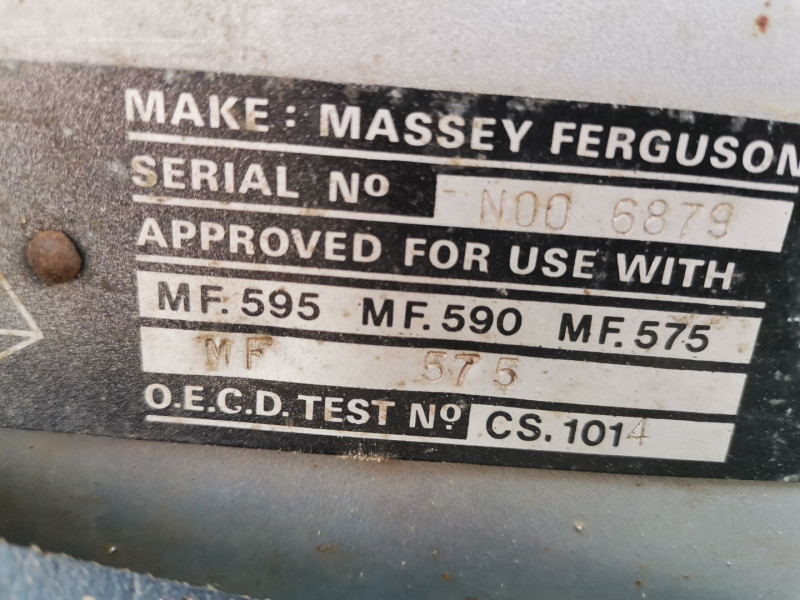 MAKE: MASSEY FERGUSON
SERIAL Nº N00 6879
APPROVED FOR USE WITH
MF. 595 MF. 590 MF. 575
MF 575
O.E.C.D. TEST Nº CS. 1014